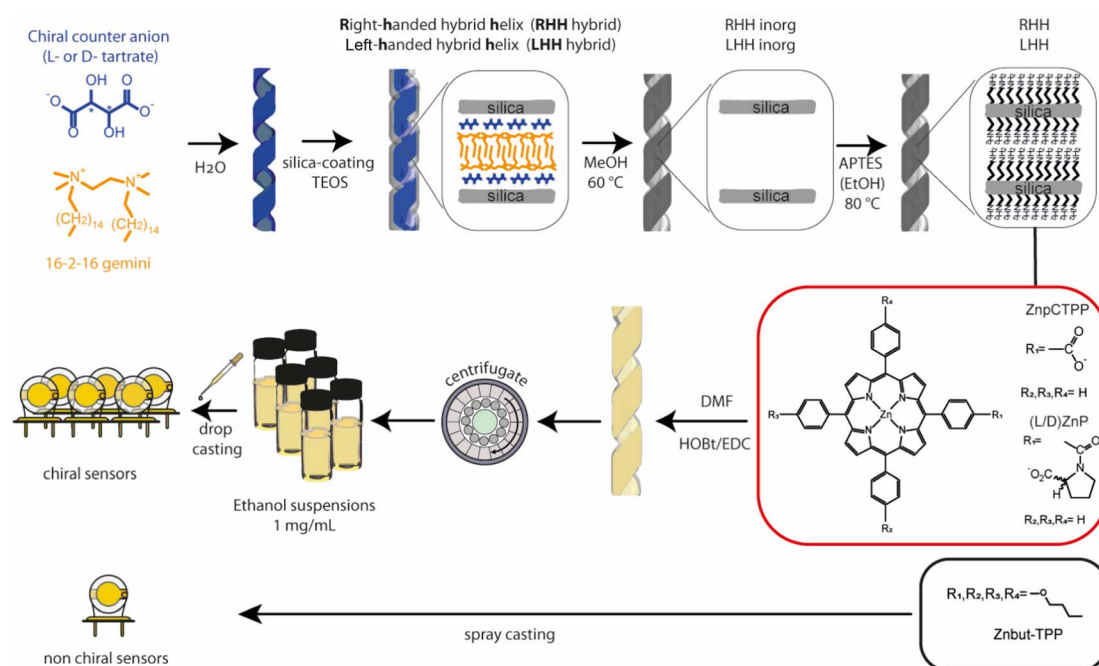 Chiral counter anion
(L- or D- tartrate)
OH
O
O⁻
⁻O
O
OH
* *
N⁺ N⁺
(CH₂)₁₄ (CH₂)₁₄
16-2-16 gemini
H₂O
silica-coating
TEOS
Right-handed hybrid helix (RHH hybrid)
Left-handed hybrid helix (LHH hybrid)
silica
silica
MeOH
60 °C
RHH inorg
LHH inorg
silica
silica
APTES
(EtOH)
80 °C
RHH
LHH
silica
silica
ZnpCTPP
R₁= C O
O⁻
R₂,R₃,R₄= H
(L/D)ZnP
R₁=
C O
⁻O₂C N
H
R₂,R₃,R₄= H
R₄
N N
R₃ Zn R₁
N N
R₂
DMF
HOBt/EDC
centrifugate
Ethanol suspensions
1 mg/mL
drop
casting
chiral sensors
R₁,R₂,R₃,R₄= O
Znbut-TPP
spray casting
non chiral sensors